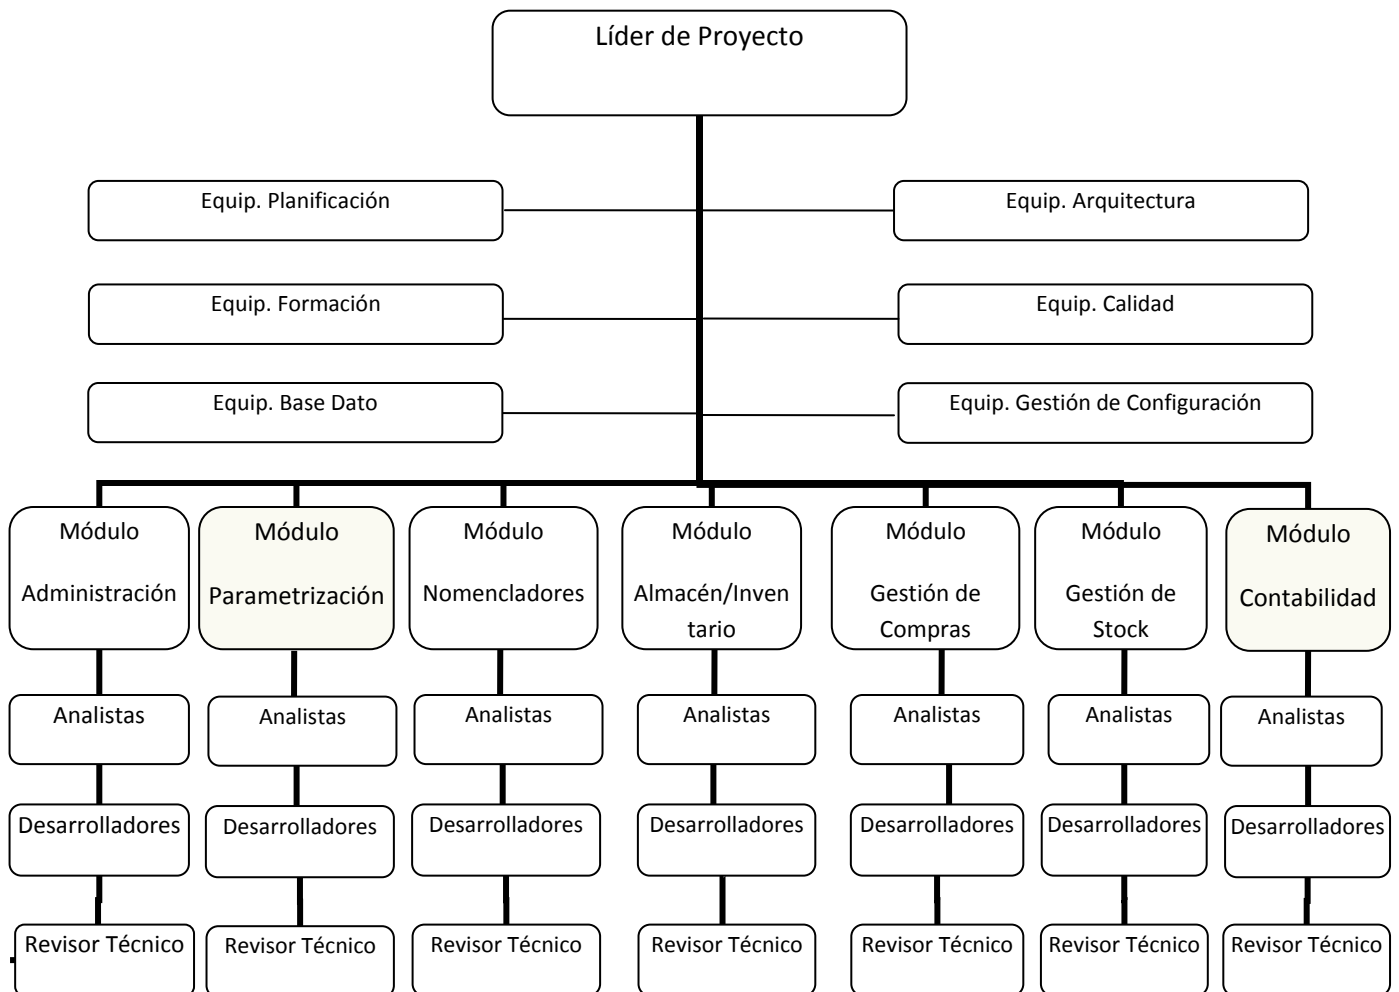 Líder de Proyecto
Equip. Planificación
Equip. Arquitectura
Equip. Formación
Equip. Calidad
Equip. Base Dato
Equip. Gestión de Configuración
Módulo
Administración
Módulo
Parametrización
Módulo
Nomencladores
Módulo
Almacén/Inven
tario
Módulo
Gestión de
Compras
Módulo
Gestión de
Stock
Módulo
Contabilidad
Analistas
Analistas
Analistas
Analistas
Analistas
Analistas
Analistas
Desarrolladores
Desarrolladores
Desarrolladores
Desarrolladores
Desarrolladores
Desarrolladores
Desarrolladores
Revisor Técnico
Revisor Técnico
Revisor Técnico
Revisor Técnico
Revisor Técnico
Revisor Técnico
Revisor Técnico